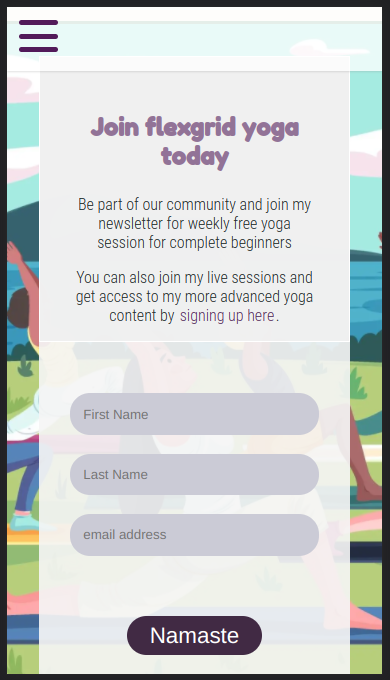 Join flexgrid yoga
today
Be part of our community and join my
newsletter for weekly free yoga
session for complete beginners
You can also join my live sessions and
get access to my more advanced yoga
content by signing up here.
First Name
Last Name
email address
Namaste